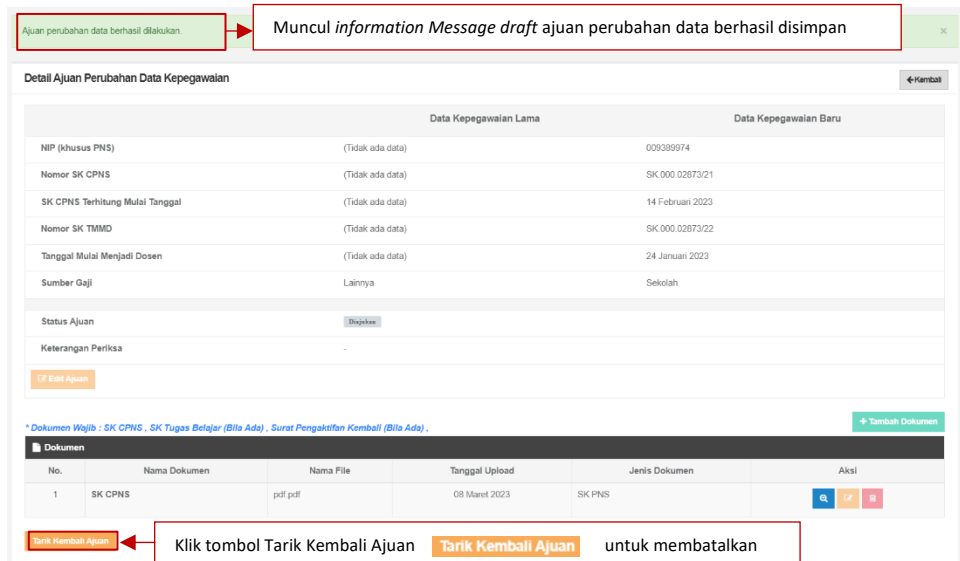 Ajuan perubahan data berhasil dilakukan.
Muncul information Message draft ajuan perubahan data berhasil disimpan
×
Detail Ajuan Perubahan Data Kepegawaian
Kembali
Data Kepegawaian Lama Data Kepegawaian Baru
NIP (khusus PNS) (Tidak ada data) 009389974
Nomor SK CPNS (Tidak ada data) SK.000.02873/21
SK CPNS Terhitung Mulai Tanggal (Tidak ada data) 14 Februari 2023
Nomor SK TMMD (Tidak ada data) SK.000.02873/22
Tanggal Mulai Menjadi Dosen (Tidak ada data) 24 Januari 2023
Sumber Gaji Lainnya Sekolah
Status Ajuan Diajukan
Keterangan Periksa -
Edit Ajuan
+ Tambah Dokumen
* Dokumen Wajib : SK CPNS , SK Tugas Belajar (Bila Ada) , Surat Pengaktifan Kembali (Bila Ada) ,
Dokumen
No. Nama Dokumen Nama File Tanggal Upload Jenis Dokumen Aksi
1 SK CPNS pdf.pdf 08 Maret 2023 SK PNS
Tarik Kembali Ajuan
Klik tombol Tarik Kembali Ajuan Tarik Kembali Ajuan untuk membatalkan